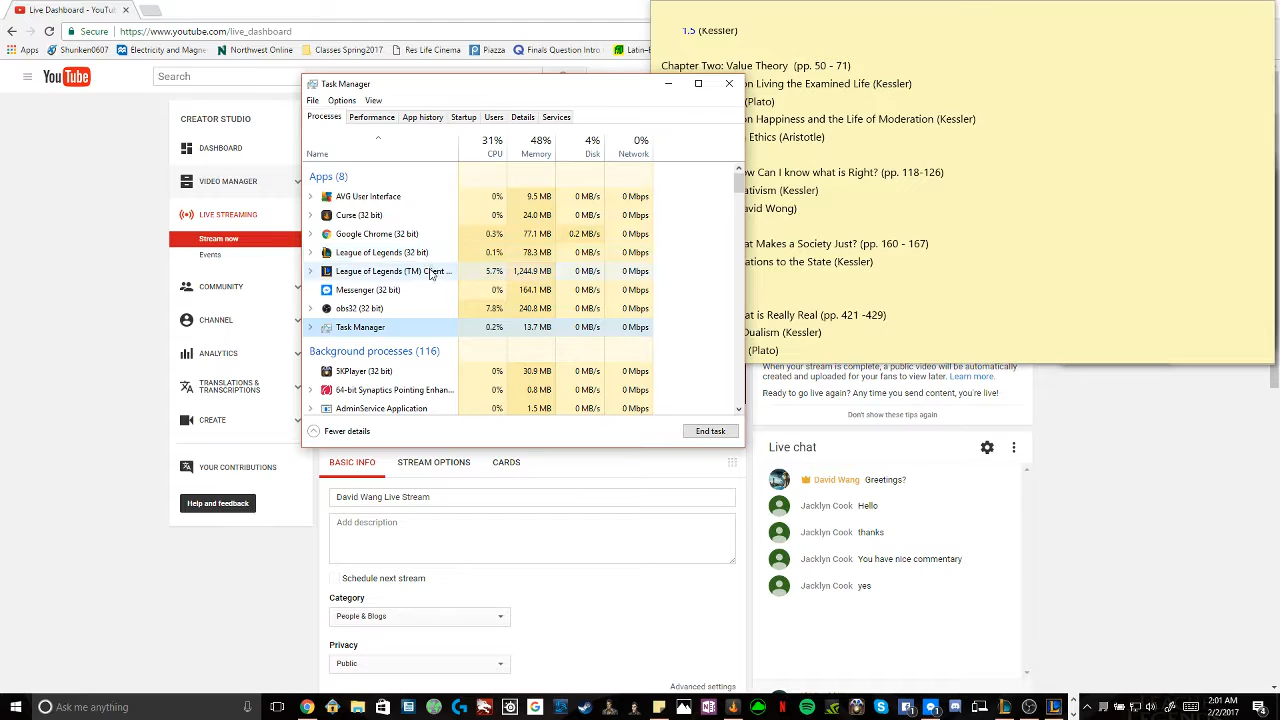 Live Dashboard - YouTu
Secure
https://www.youtube.com/live_dashboard
Apps
Shunken0607
Electricity and Magne
Northwest Online
Classes Spring2017
Res Life Cinema
Piazza
Finals Question Intro
Latin-B
YouTube
Search
CREATOR STUDIO
DASHBOARD
VIDEO MANAGER
LIVE STREAMING
Stream now
Events
COMMUNITY
CHANNEL
ANALYTICS
TRANSLATIONS &
TRANSCRIPTIONS
CREATE
YOUR CONTRIBUTIONS
Help and feedback
Task Manager
File Options View
Processes Performance App history Startup Users Details Services
31% 48% 4% 0%
Name CPU Memory Disk Network
Apps (8)
AVG User Interface 0% 9.5 MB 0 MB/s 0 Mbps
Curse (32 bit) 0% 24.0 MB 0 MB/s 0 Mbps
Google Chrome (32 bit) 0.3% 77.1 MB 0.2 MB/s 0 Mbps
League of Legends (32 bit) 0.1% 78.3 MB 0 MB/s 0 Mbps
League of Legends (TM) Client ... 5.7% 1,244.9 MB 0 MB/s 0 Mbps
Messenger (32 bit) 0% 164.1 MB 0 MB/s 0 Mbps
obs32 (32 bit) 7.8% 240.8 MB 0 MB/s 0 Mbps
Task Manager 0.2% 13.7 MB 0 MB/s 0 Mbps
Background processes (116)
5KPlayer (32 bit) 0% 30.9 MB 0 MB/s 0 Mbps
64-bit Synaptics Pointing Enhan... 0% 0.8 MB 0 MB/s 0 Mbps
AdminService Application 0% 1.5 MB 0 MB/s 0 Mbps
Fewer details
End task
1.5 (Kessler)
Chapter Two: Value Theory (pp. 50 - 71)
on Living the Examined Life (Kessler)
(Plato)
on Happiness and the Life of Moderation (Kessler)
Ethics (Aristotle)
ow Can I know what is Right? (pp. 118-126)
ativism (Kessler)
avid Wong)
at Makes a Society Just? (pp. 160 - 167)
ations to the State (Kessler)
at is Really Real (pp. 421 -429)
Dualism (Kessler)
(Plato)
When your stream is complete, a public video will be automatically
created and uploaded for your fans to view later. Learn more.
Ready to go live again? Any time you send content, you're live!
Don't show these tips again
BASIC INFO STREAM OPTIONS CARDS
David Wang Live Stream
Add description
Schedule next stream
Category
People & Blogs
Privacy
Public
Advanced settings
Live chat
David Wang Greetings?
Jacklyn Cook Hello
Jacklyn Cook thanks
Jacklyn Cook You have nice commentary
Jacklyn Cook yes
Ask me anything
2:01 AM
2/2/2017